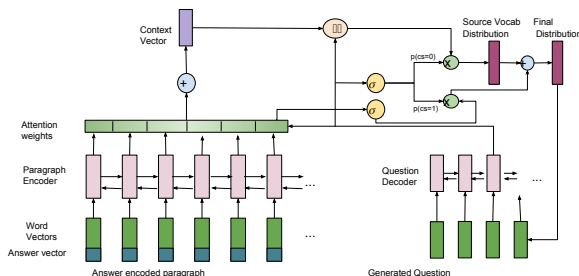 Context
Vector
Source Vocab
Distribution
Final
Distribution
p(cs=0)
σ
+
x
+
σ
x
p(cs=1)
Attention
weights
Paragraph
Encoder
...
Question
Decoder
...
Word
Vectors
...
Answer vector
Answer encoded paragraph
Generated Question